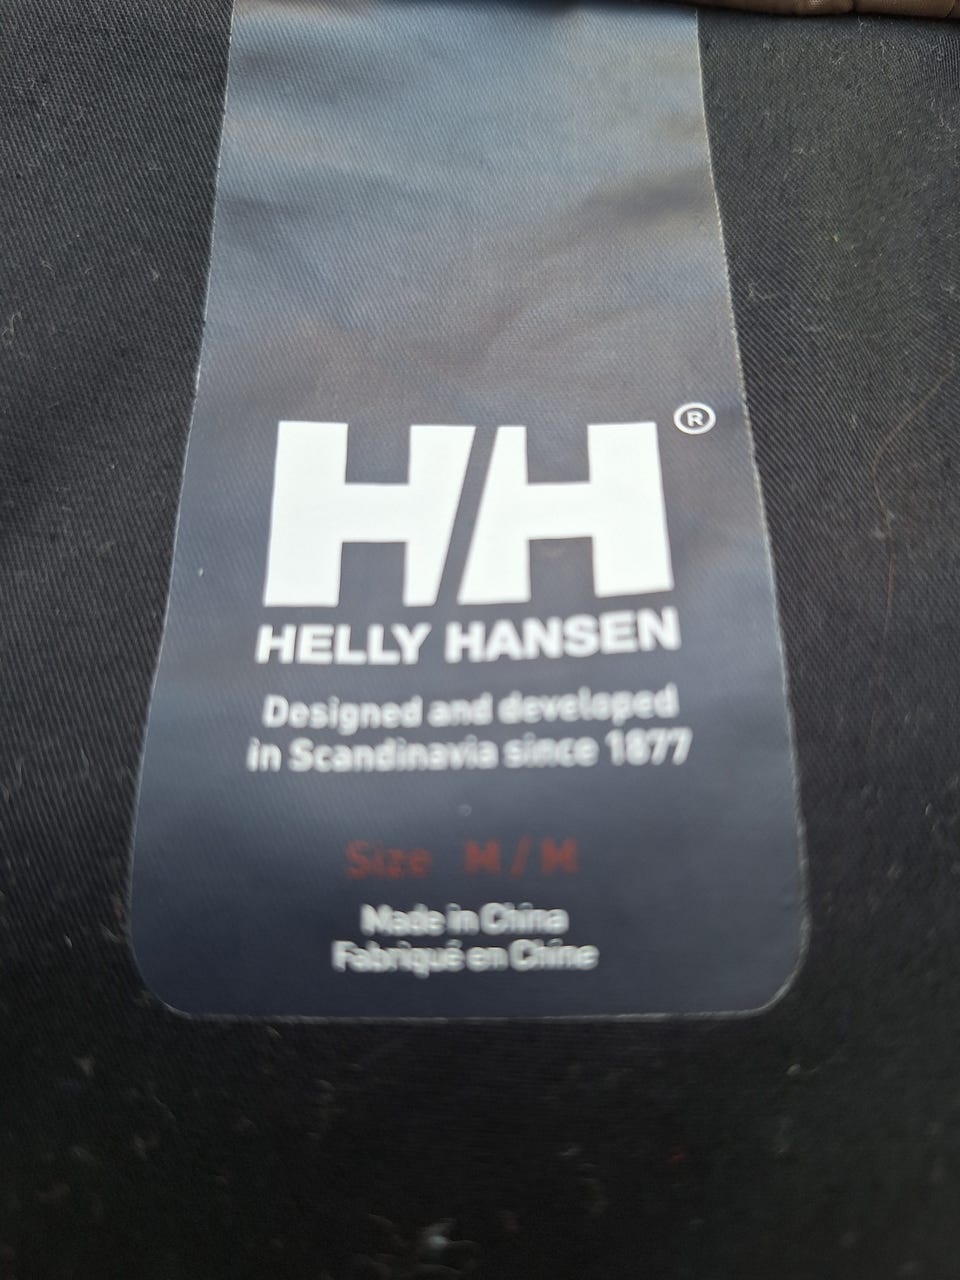 HH®
HELLY HANSEN
Designed and developed
in Scandinavia since 1877
Size M / M
Made in China
Fabriqué en Chine